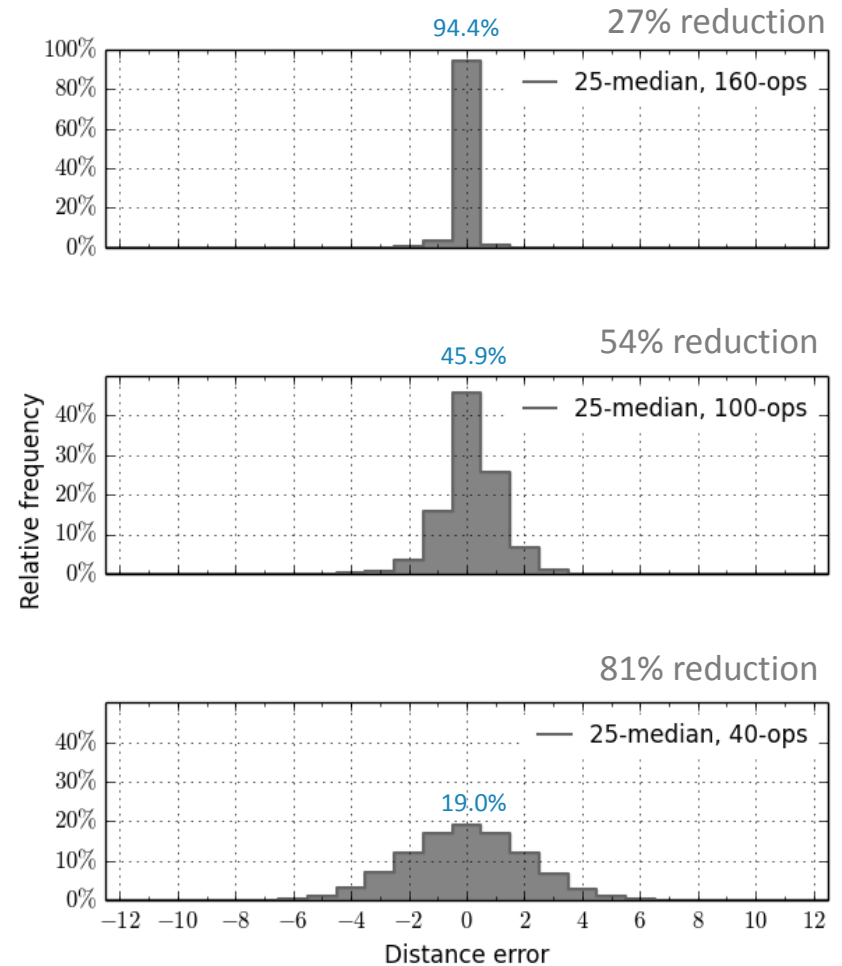 27% reduction
94.4%
25-median, 160-ops
100%
80%
60%
40%
20%
0%
54% reduction
45.9%
25-median, 100-ops
40%
30%
20%
10%
0%
Relative frequency
81% reduction
25-median, 40-ops
19.0%
40%
30%
20%
10%
0%
−12 −10 −8 −6 −4 −2 0 2 4 6 8 10 12
Distance error